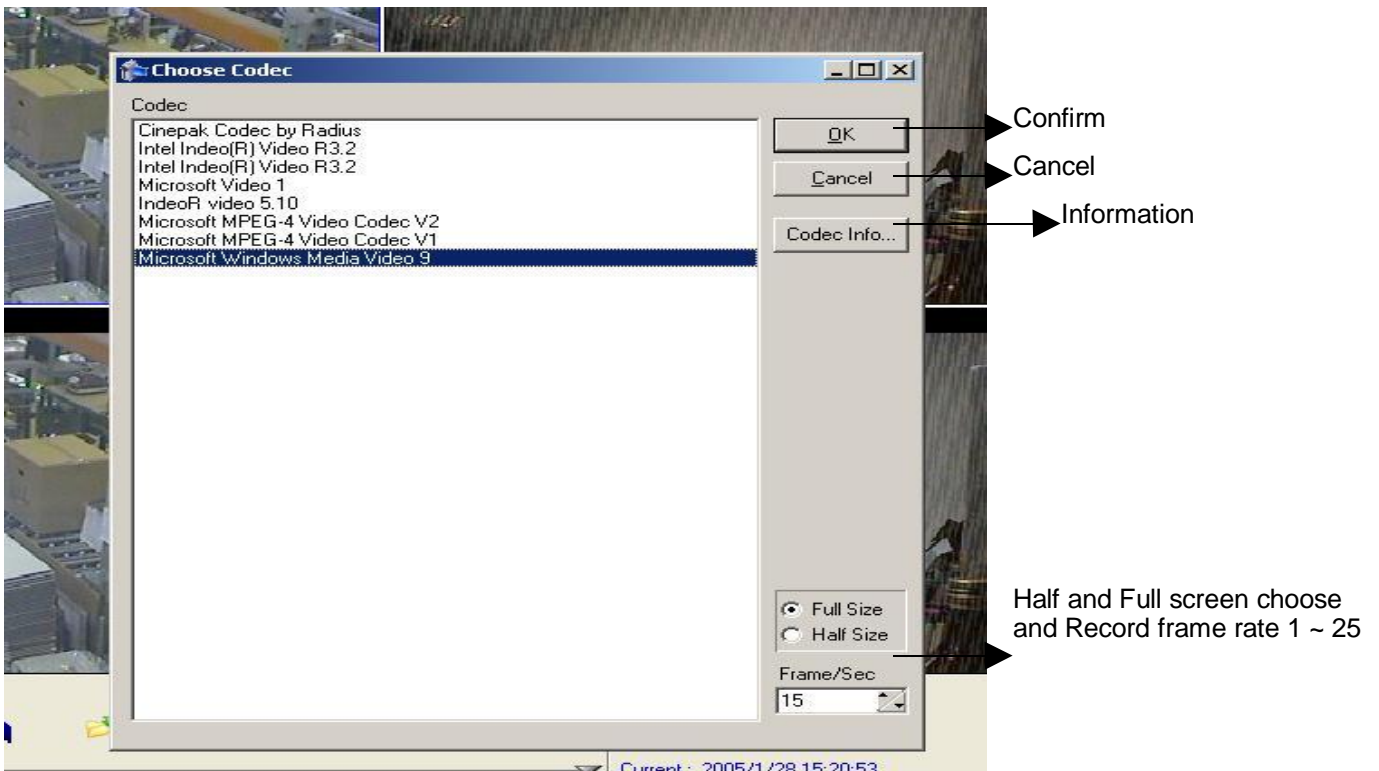 Choose Codec
Codec
Cinepak Codec by Radius
Intel Indeo(R) Video R3.2
Intel Indeo(R) Video R3.2
Microsoft Video 1
IndeoR video 5.10
Microsoft MPEG-4 Video Codec V2
Microsoft MPEG-4 Video Codec V1
Microsoft Windows Media Video 9
OK
Confirm
Cancel
Cancel
Codec Info...
Information
Full Size
Half Size
Half and Full screen choose
and Record frame rate 1 ~ 25
Frame/Sec
15
Current : 2005/1/28 15:20:53